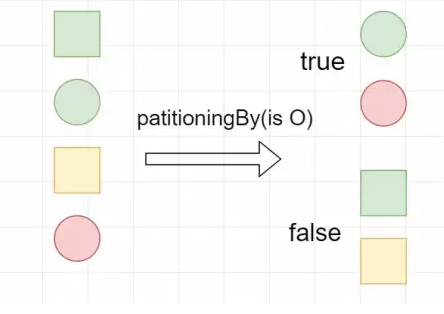 true
patitioningBy(is O)
false